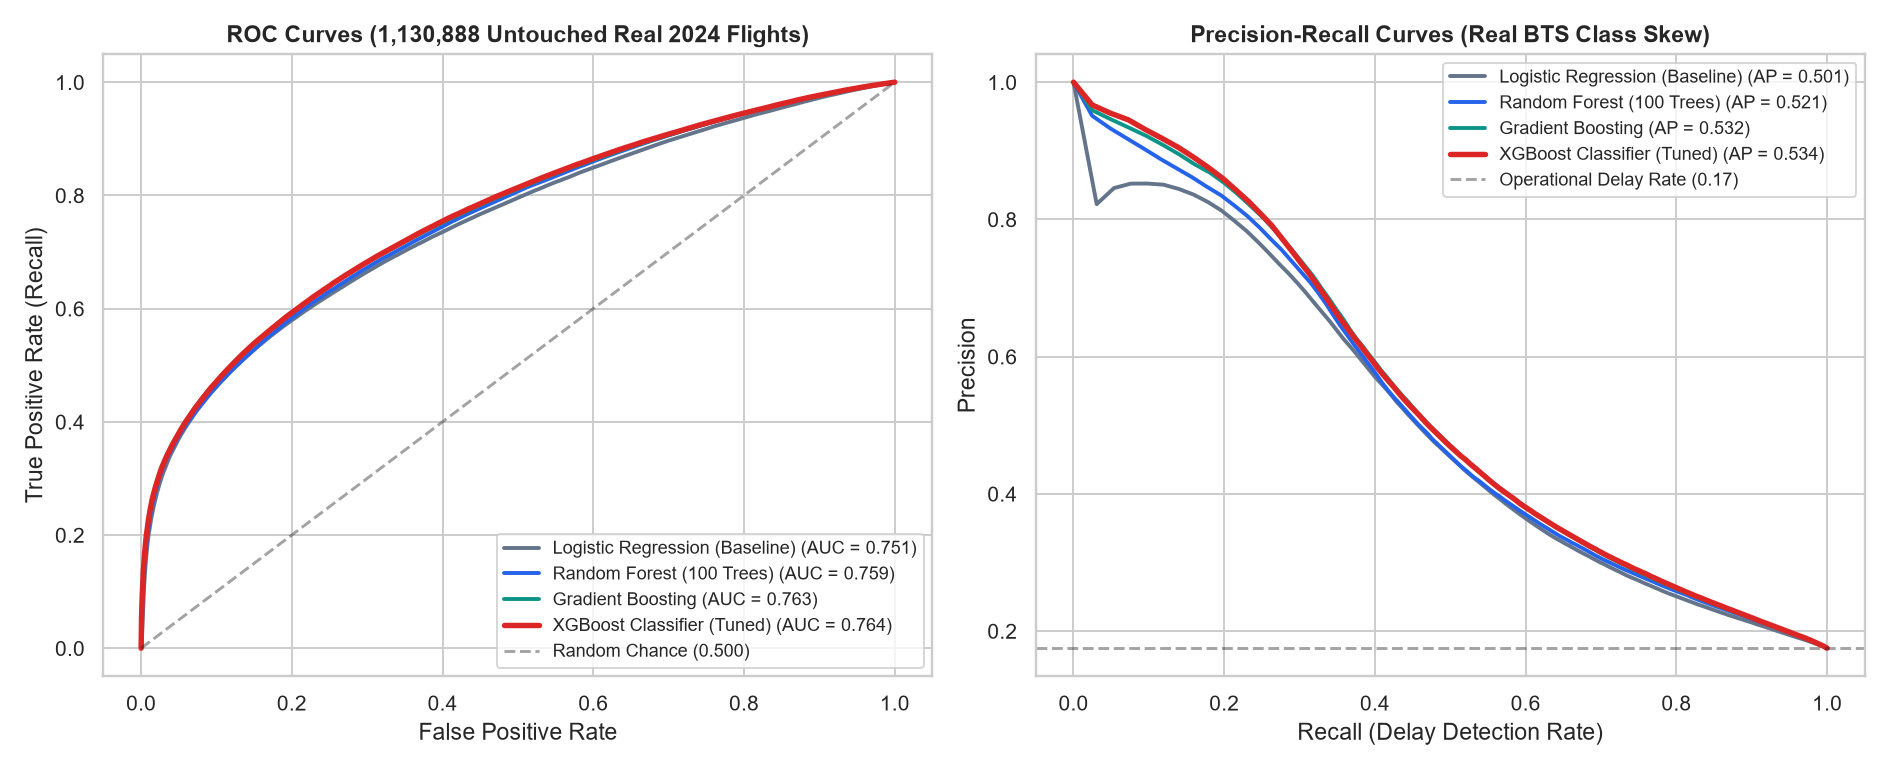 ROC Curves (1,130,888 Untouched Real 2024 Flights)
True Positive Rate (Recall)
1.0
0.8
0.6
0.4
0.2
0.0
Logistic Regression (Baseline) (AUC = 0.751)
Random Forest (100 Trees) (AUC = 0.759)
Gradient Boosting (AUC = 0.763)
XGBoost Classifier (Tuned) (AUC = 0.764)
Random Chance (0.500)
0.0 0.2 0.4 0.6 0.8 1.0
False Positive Rate
Precision-Recall Curves (Real BTS Class Skew)
Precision
1.0
0.8
0.6
0.4
0.2
Logistic Regression (Baseline) (AP = 0.501)
Random Forest (100 Trees) (AP = 0.521)
Gradient Boosting (AP = 0.532)
XGBoost Classifier (Tuned) (AP = 0.534)
Operational Delay Rate (0.17)
0.0 0.2 0.4 0.6 0.8 1.0
Recall (Delay Detection Rate)